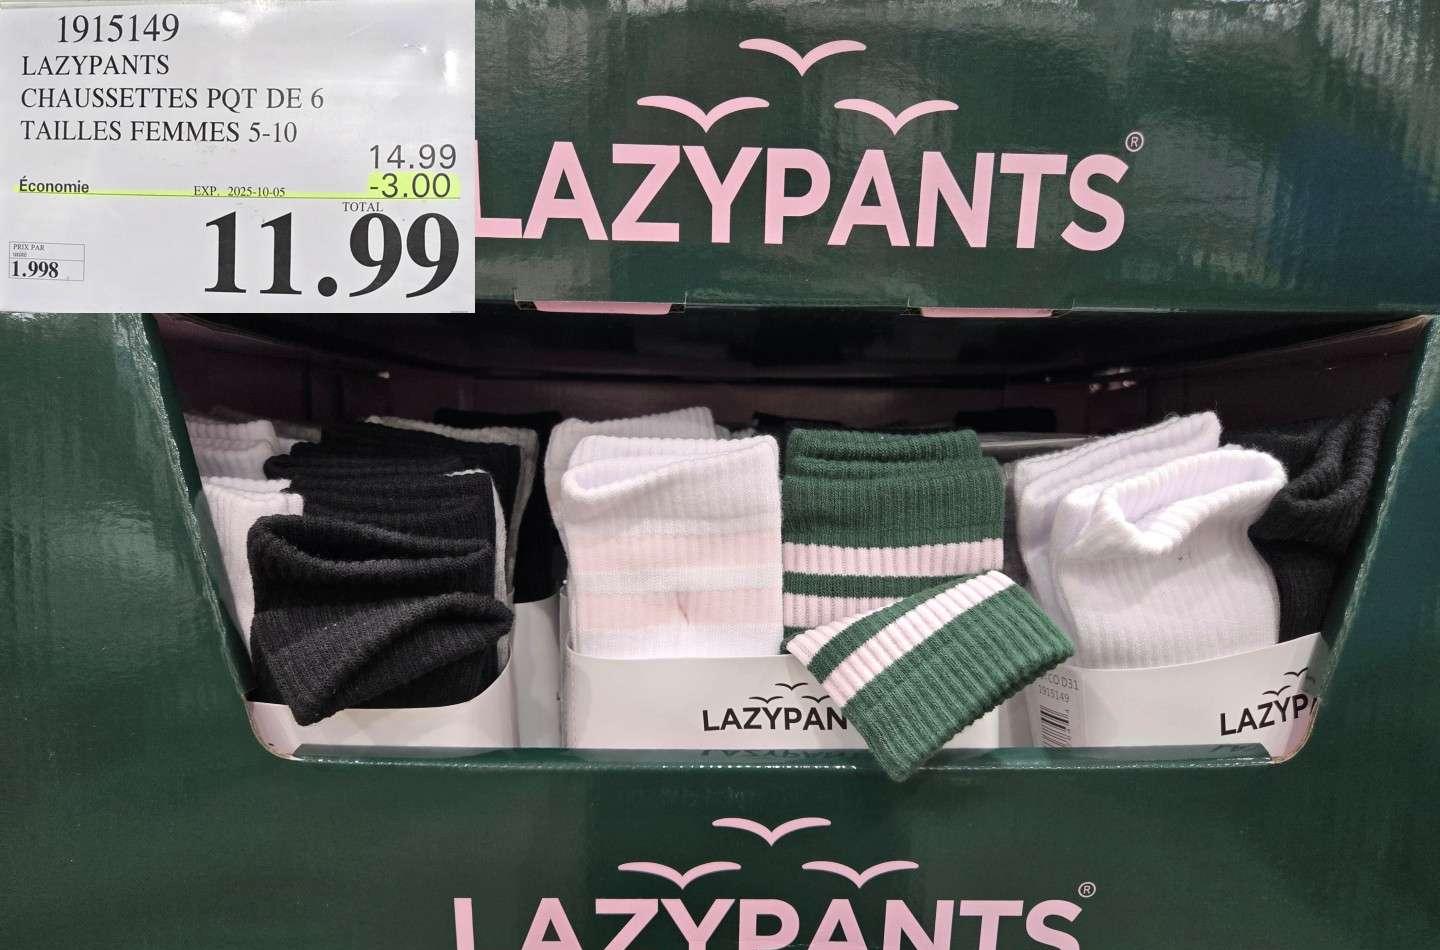 1915149
LAZYPANTS
CHAUSSETTES PQT DE 6
TAILLES FEMMES 5-10
14.99
Économie EXP. 2025-10-05 -3.00
TOTAL
11.99
PRIX PAR
1.998
LAZYPANTS®
LAZYPAN
1915149
LAZYP
LAZYPANTS®